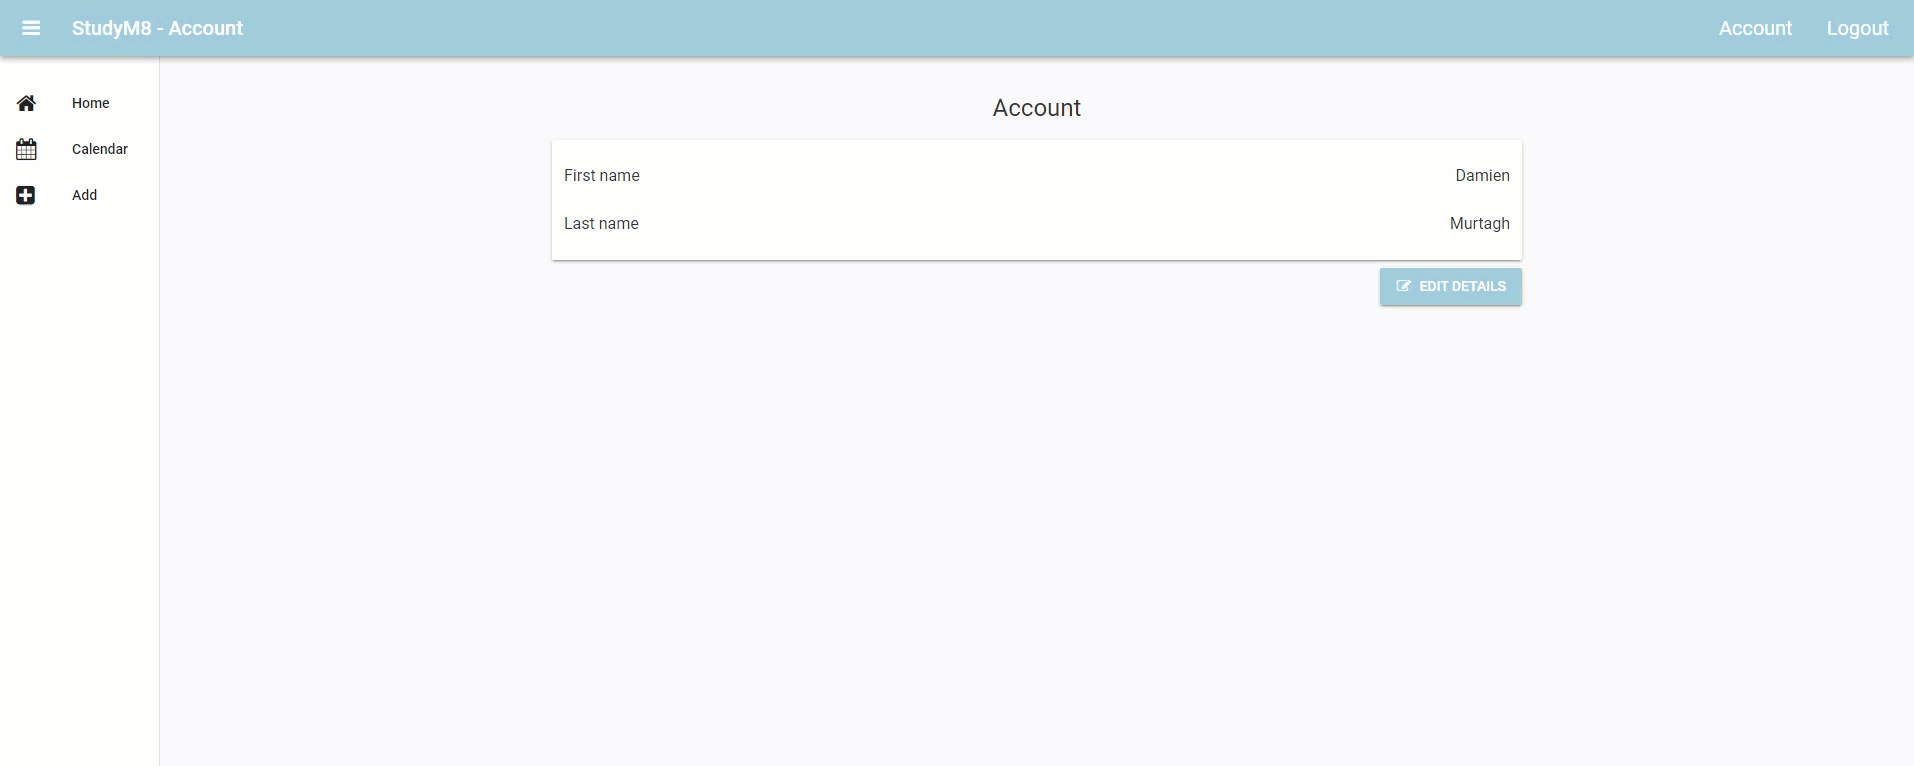 StudyM8 - Account
Account
Logout
Home
Calendar
Add
Account
First name
Damien
Last name
Murtagh
EDIT DETAILS